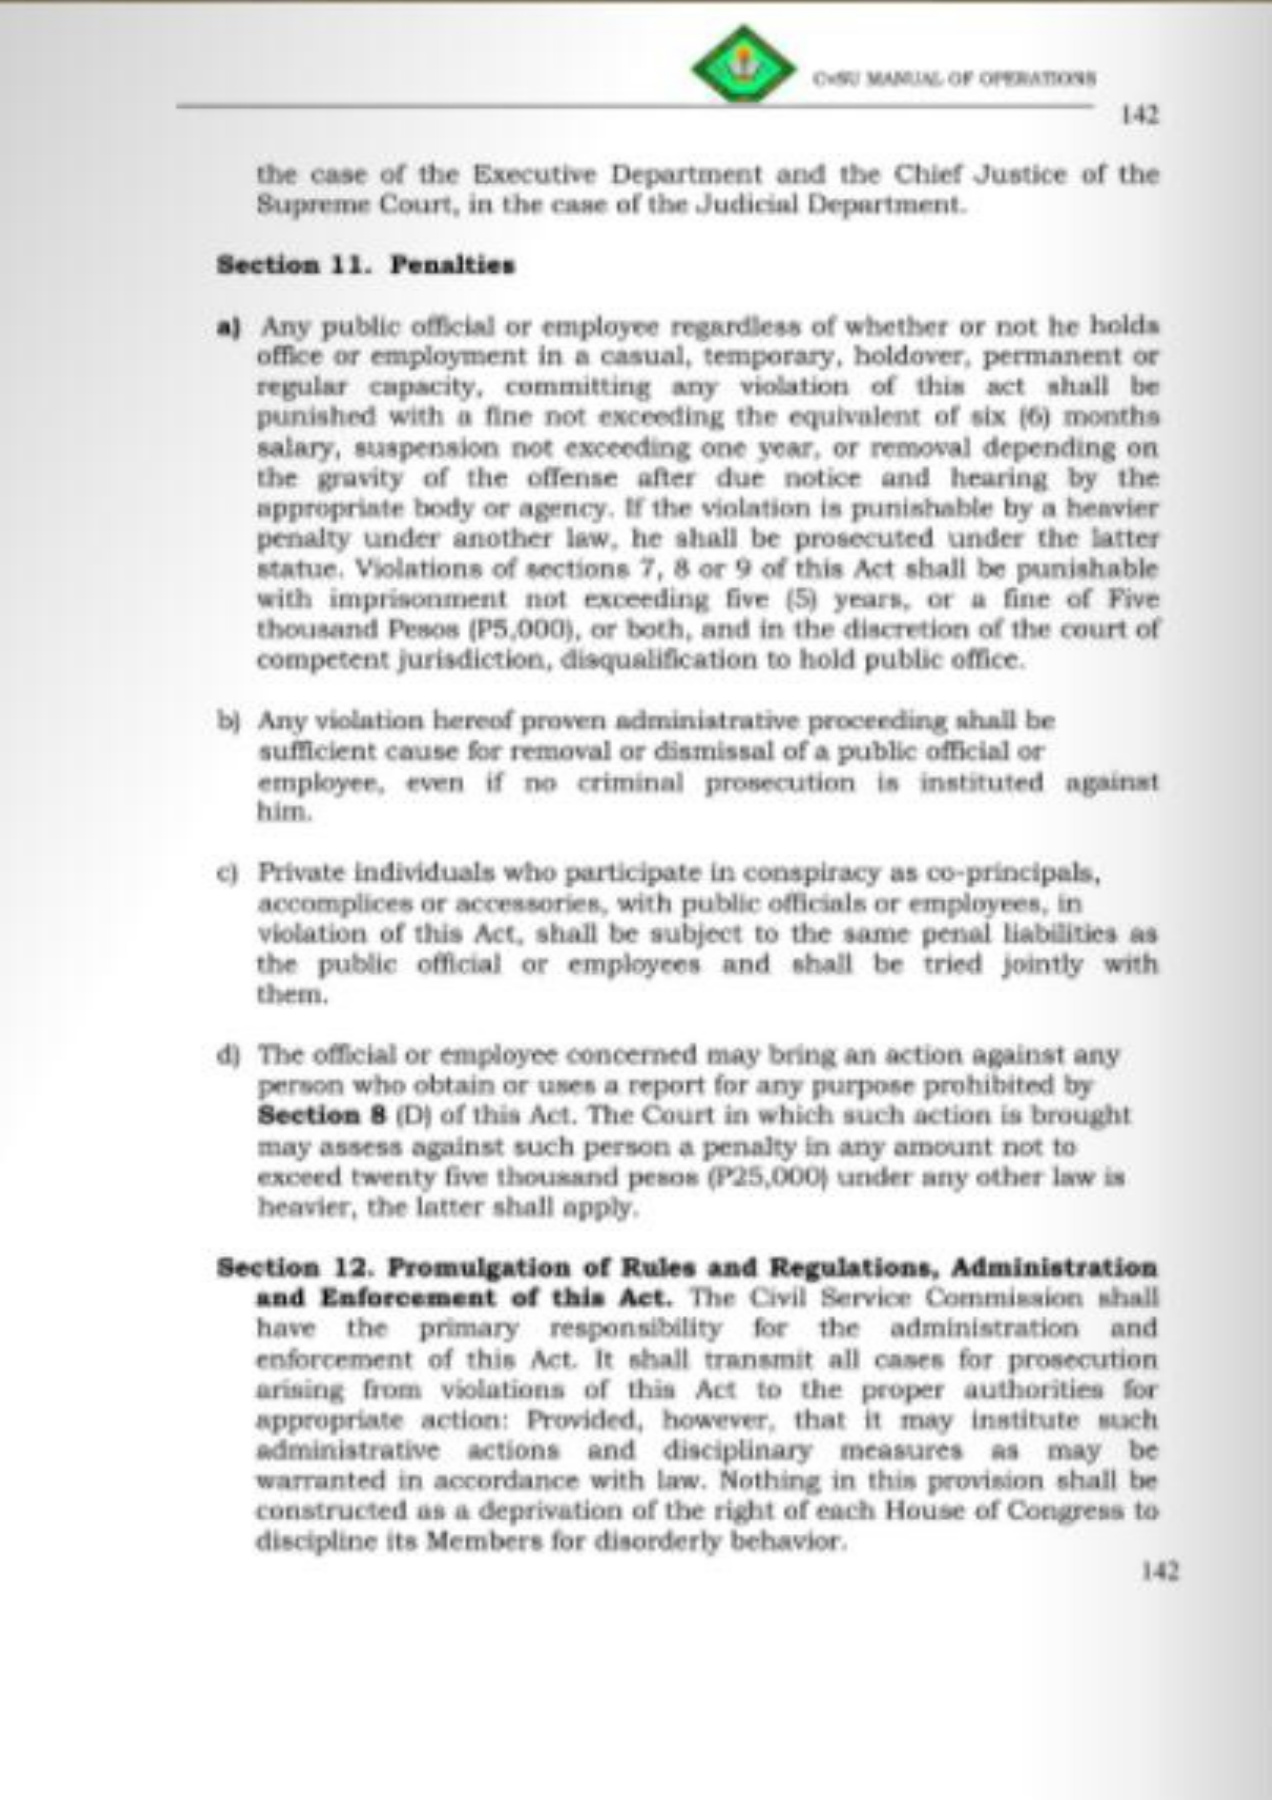 CvSU MANUAL OF OPERATIONS
142
the case of the Executive Department and the Chief Justice of the
Supreme Court, in the case of the Judicial Department.
Section 11. Penalties
a) Any public official or employee regardless of whether or not he holds
office or employment in a casual, temporary, holdover, permanent or
regular capacity, committing any violation of this act shall be
punished with a fine not exceeding the equivalent of six (6) months
salary, suspension not exceeding one year, or removal depending on
the gravity of the offense after due notice and hearing by the
appropriate body or agency. If the violation is punishable by a heavier
penalty under another law, he shall be prosecuted under the latter
statue. Violations of sections 7, 8 or 9 of this Act shall be punishable
with imprisonment not exceeding five (5) years, or a fine of Five
thousand Pesos (P5,000), or both, and in the discretion of the court of
competent jurisdiction, disqualification to hold public office.
b) Any violation hereof proven administrative proceeding shall be
sufficient cause for removal or dismissal of a public official or
employee, even if no criminal prosecution is instituted against
him.
c) Private individuals who participate in conspiracy as co-principals,
accomplices or accessories, with public officials or employees, in
violation of this Act, shall be subject to the same penal liabilities as
the public official or employees and shall be tried jointly with
them.
d) The official or employee concerned may bring an action against any
person who obtain or uses a report for any purpose prohibited by
Section 8 (D) of this Act. The Court in which such action is brought
may assess against such person a penalty in any amount not to
exceed twenty five thousand pesos (P25,000) under any other law is
heavier, the latter shall apply.
Section 12. Promulgation of Rules and Regulations, Administration
and Enforcement of this Act. The Civil Service Commission shall
have the primary responsibility for the administration and
enforcement of this Act. It shall transmit all cases for prosecution
arising from violations of this Act to the proper authorities for
appropriate action: Provided, however, that it may institute such
administrative actions and disciplinary measures as may be
warranted in accordance with law. Nothing in this provision shall be
constructed as a deprivation of the right of each House of Congress to
discipline its Members for disorderly behavior.
142